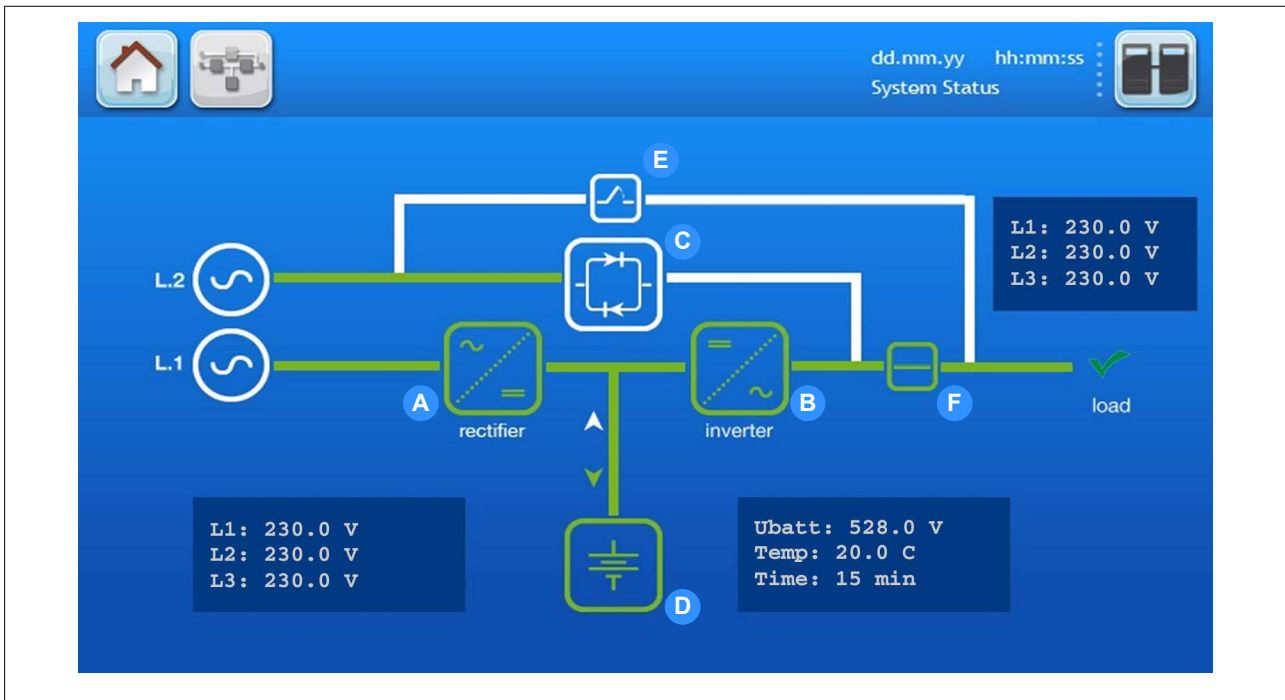 dd.mm.yy hh:mm:ss
System Status
E
L1: 230.0 V
L2: 230.0 V
L3: 230.0 V
C
L.2
L.1
A
rectifier
B
inverter
F
load
L1: 230.0 V
L2: 230.0 V
L3: 230.0 V
Ubatt: 528.0 V
Temp: 20.0 C
Time: 15 min
D